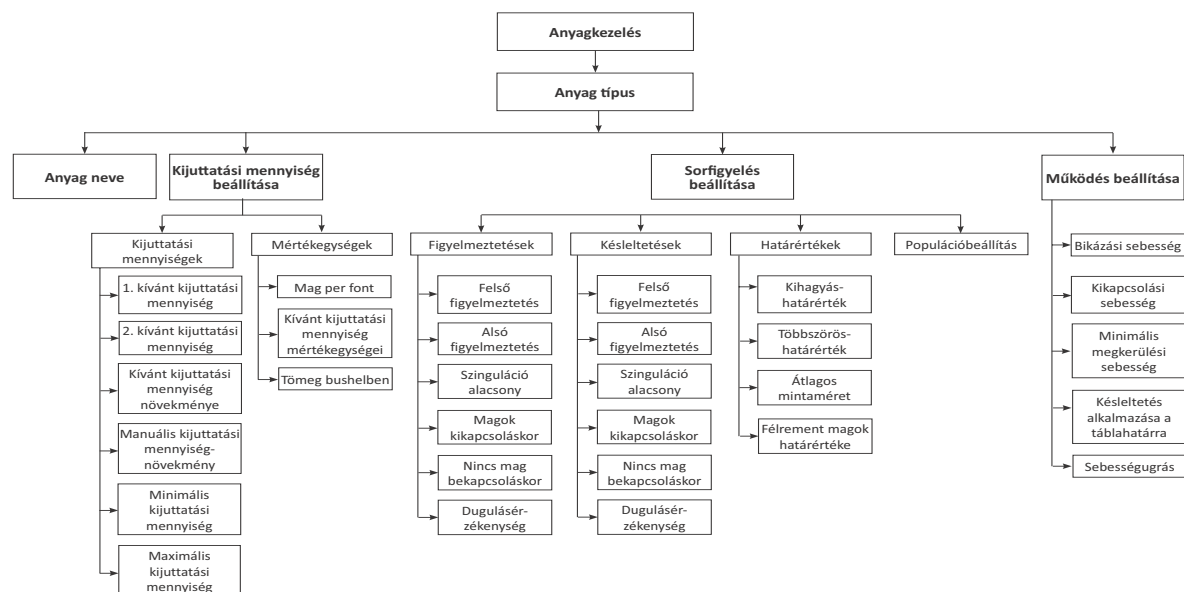 Anyagkezelés
Anyag típus
Anyag neve
Kijuttatási mennyiség
beállítása
Sorfigyelés
beállítása
Működés beállítása
Kijuttatási
mennyiségek
1. kívánt kijuttatási
mennyiség
2. kívánt kijuttatási
mennyiség
Kívánt kijuttatási
mennyiség
növekménye
Manuális kijuttatási
mennyiség-
növekmény
Minimális
kijuttatási
mennyiség
Maximális
kijuttatási
mennyiség
Mértékegységek
Mag per font
Kívánt kijuttatási
mennyiség
mértékegységei
Tömeg bushelben
Figyelmeztetések
Felső
figyelmeztetés
Alsó
figyelmeztetés
Szinguláció
alacsony
Magok
kikapcsoláskor
Nincs mag
bekapcsoláskor
Dugulásér-
zékenység
Késleltetések
Felső
figyelmeztetés
Alsó
figyelmeztetés
Szinguláció
alacsony
Magok
kikapcsoláskor
Nincs mag
bekapcsoláskor
Dugulásér-
zékenység
Határértékek
Kihagyás-
határérték
Többszörös-
határérték
Átlagos
mintaméret
Félrement magok
határértéke
Populációbeállítás
Bikázási sebesség
Kikapcsolási
sebesség
Minimális
megkerülési
sebesség
Késleltetés
alkalmazása a
táblahatárra
Sebességugrás